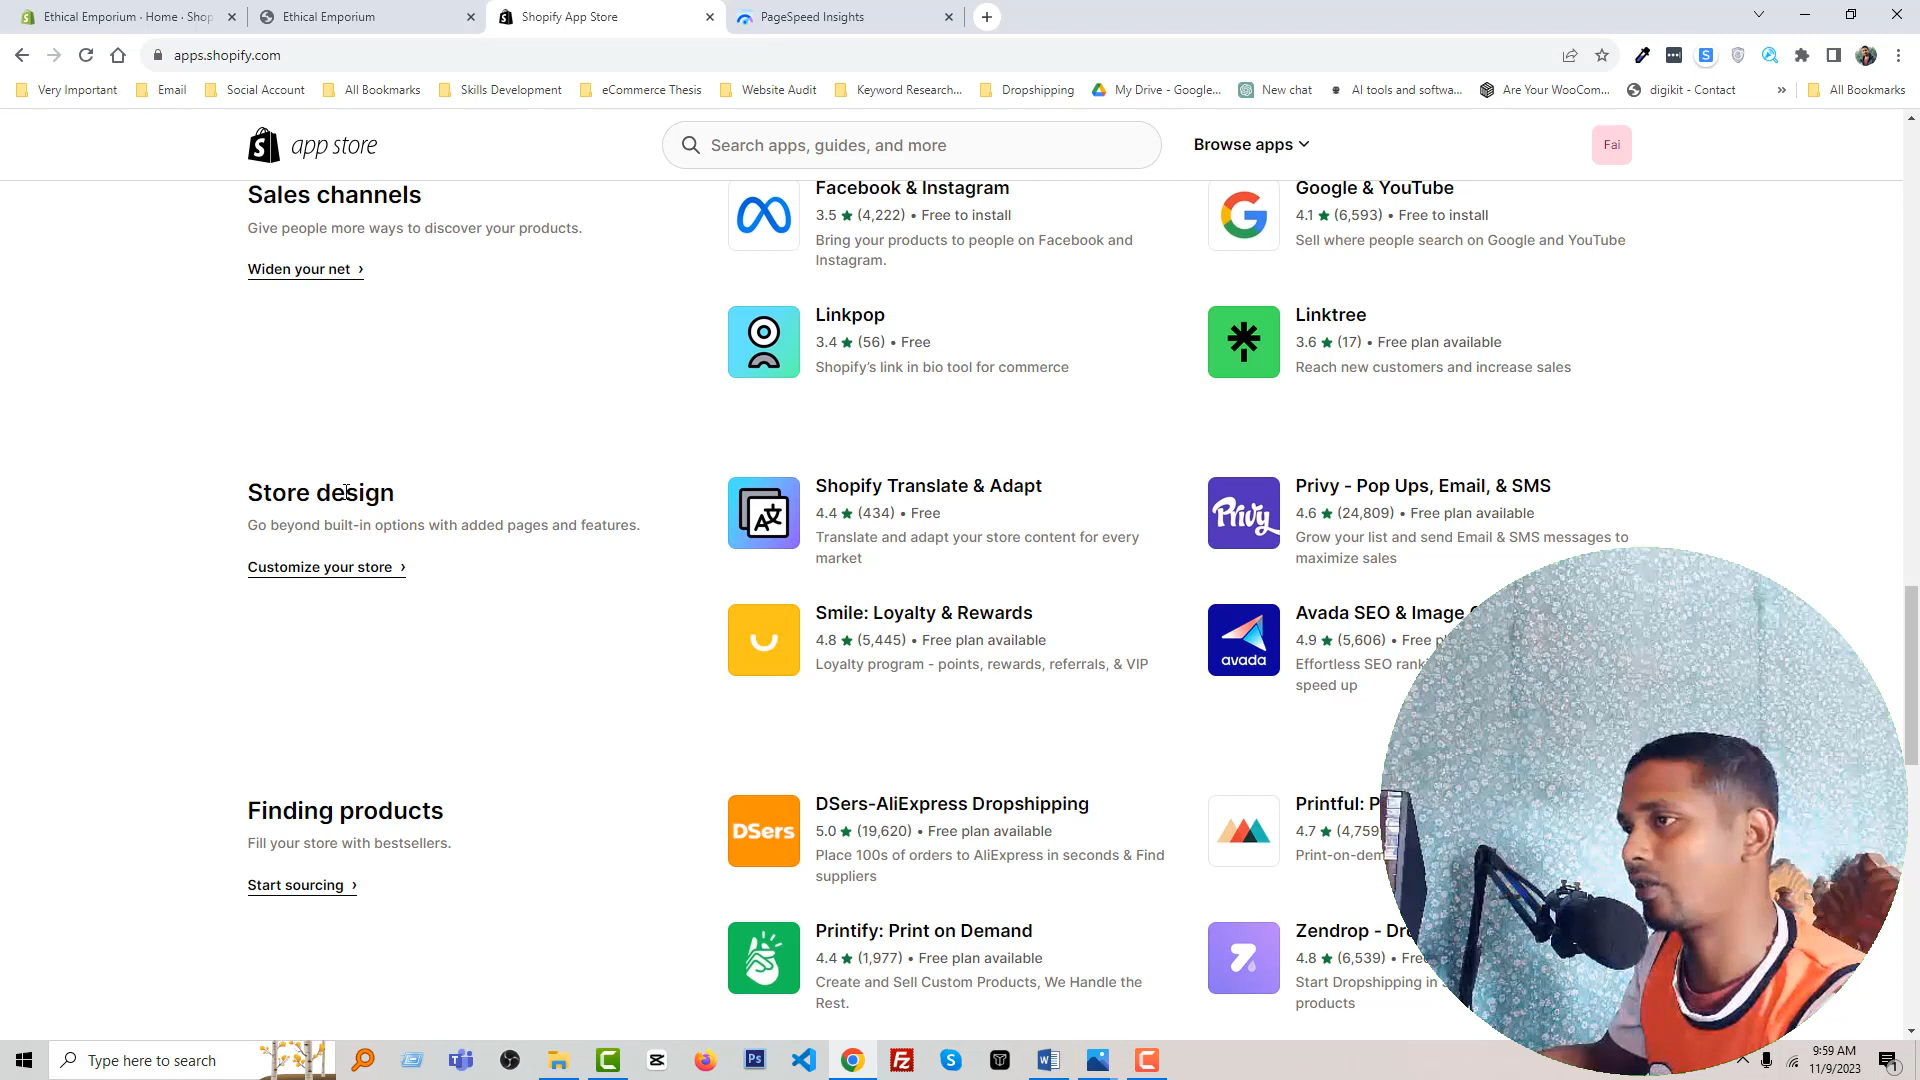 Ethical Emporium - Home - Shop
Ethical Emporium
Shopify App Store
PageSpeed Insights
apps.shopify.com
Very Important
Email
Social Account
All Bookmarks
Skills Development
eCommerce Thesis
Website Audit
Keyword Research...
Dropshipping
My Drive - Google...
New chat
AI tools and softwa...
Are Your WooCom...
digikit - Contact
»
All Bookmarks
app store
Search apps, guides, and more
Browse apps
Fai
Sales channels
Give people more ways to discover your products.
Widen your net ›
Facebook & Instagram
3.5 ★ (4,222) • Free to install
Bring your products to people on Facebook and
Instagram.
Google & YouTube
4.1 ★ (6,593) • Free to install
Sell where people search on Google and YouTube
Linkpop
3.4 ★ (56) • Free
Shopify’s link in bio tool for commerce
Linktree
3.6 ★ (17) • Free plan available
Reach new customers and increase sales
Store design
Go beyond built-in options with added pages and features.
Customize your store ›
Shopify Translate & Adapt
4.4 ★ (434) • Free
Translate and adapt your store content for every
market
Privy
Privy - Pop Ups, Email, & SMS
4.6 ★ (24,809) • Free plan available
Grow your list and send Email & SMS messages to
maximize sales
Smile: Loyalty & Rewards
4.8 ★ (5,445) • Free plan available
Loyalty program - points, rewards, referrals, & VIP
avada
Avada SEO & Image
4.9 ★ (5,606) • Free
Effortless SEO
speed up
Finding products
Fill your store with bestsellers.
Start sourcing ›
DSers
DSers-AliExpress Dropshipping
5.0 ★ (19,620) • Free plan available
Place 100s of orders to AliExpress in seconds & Find
suppliers
Printful:
4.7 ★ (4,759
Print-on-dem
Printify: Print on Demand
4.4 ★ (1,977) • Free plan available
Create and Sell Custom Products, We Handle the
Rest.
Zendrop -
4.8 ★ (6,539) •
Start Dropshipping in
products
Type here to search
9:59 AM
11/9/2023